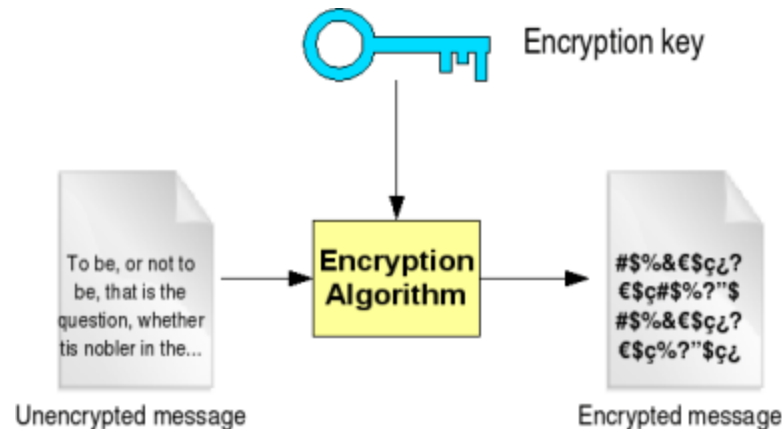 Encryption key
To be, or not to
be, that is the
question, whether
tis nobler in the...
Encryption
Algorithm
#$%&€$ç¿?
€$ç#$%?"$
#$%&€$ç¿?
€$ç%?"$ç¿
Unencrypted message
Encrypted message